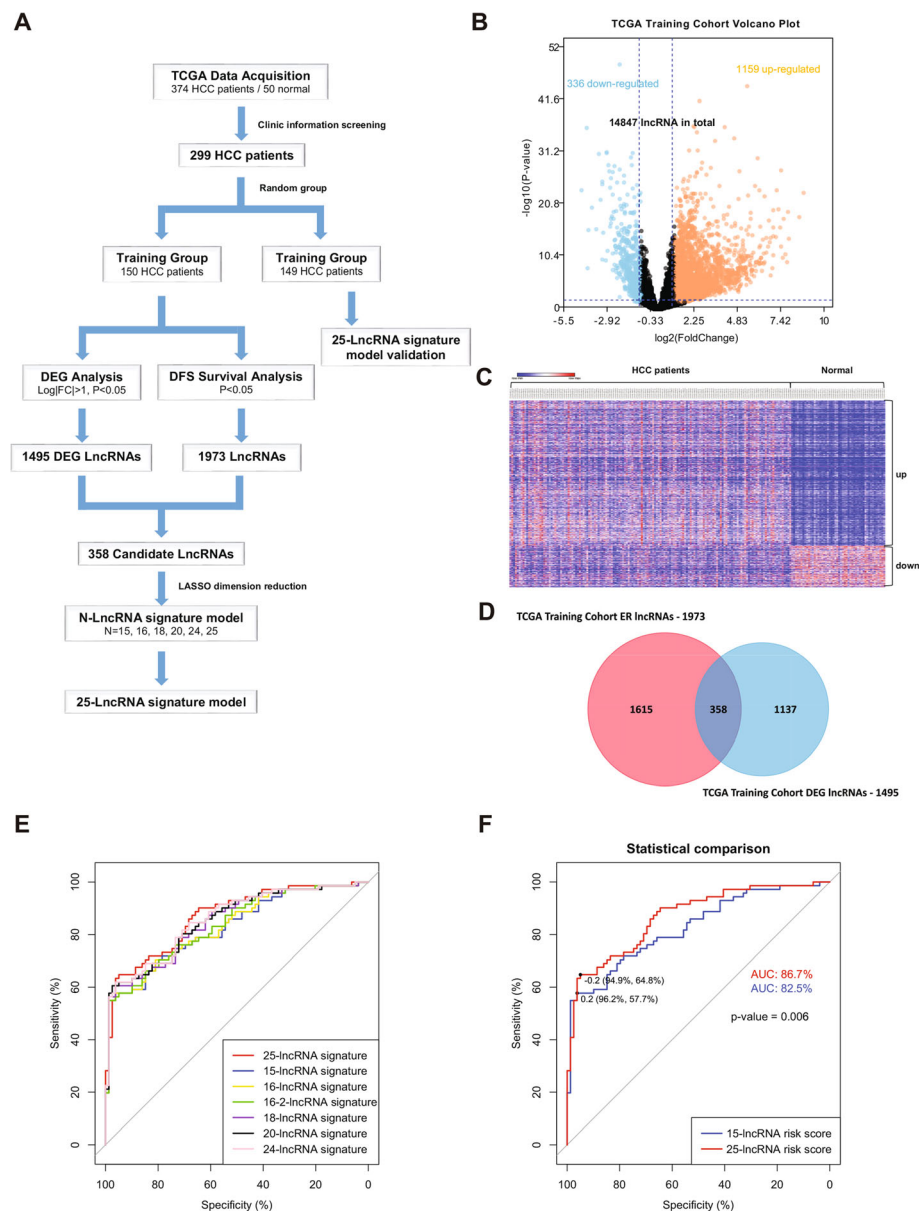 A
TCGA Data Acquisition
374 HCC patients / 50 normal
Clinic information screening
299 HCC patients
Random group
Training Group
150 HCC patients
Training Group
149 HCC patients
25-LncRNA signature
model validation
DEG Analysis
Log|FC|>1, P<0.05
DFS Survival Analysis
P<0.05
1495 DEG LncRNAs
1973 LncRNAs
358 Candidate LncRNAs
LASSO dimension reduction
N-LncRNA signature model
N=15, 16, 18, 20, 24, 25
25-LncRNA signature model
B
TCGA Training Cohort Volcano Plot
52
41.6
31.2
20.8
10.4
0
-log10(P-value)
336 down-regulated
1159 up-regulated
14847 lncRNA in total
-5.5 -2.92 -0.33 2.25 4.83 7.42 10
log2(FoldChange)
C
HCC patients
Normal
up
down
D
TCGA Training Cohort ER lncRNAs - 1973
1615
358
1137
TCGA Training Cohort DEG lncRNAs - 1495
E
Sensitivity (%)
100
80
60
40
20
0
25-lncRNA signature
15-lncRNA signature
16-lncRNA signature
16-2-lncRNA signature
18-lncRNA signature
20-lncRNA signature
24-lncRNA signature
100 80 60 40 20 0
Specificity (%)
F
Statistical comparison
Sensitivity (%)
100
80
60
40
20
0
-0.2 (94.9%, 64.8%)
0.2 (96.2%, 57.7%)
AUC: 86.7%
AUC: 82.5%
p-value = 0.006
15-lncRNA risk score
25-lncRNA risk score
100 80 60 40 20 0
Specificity (%)